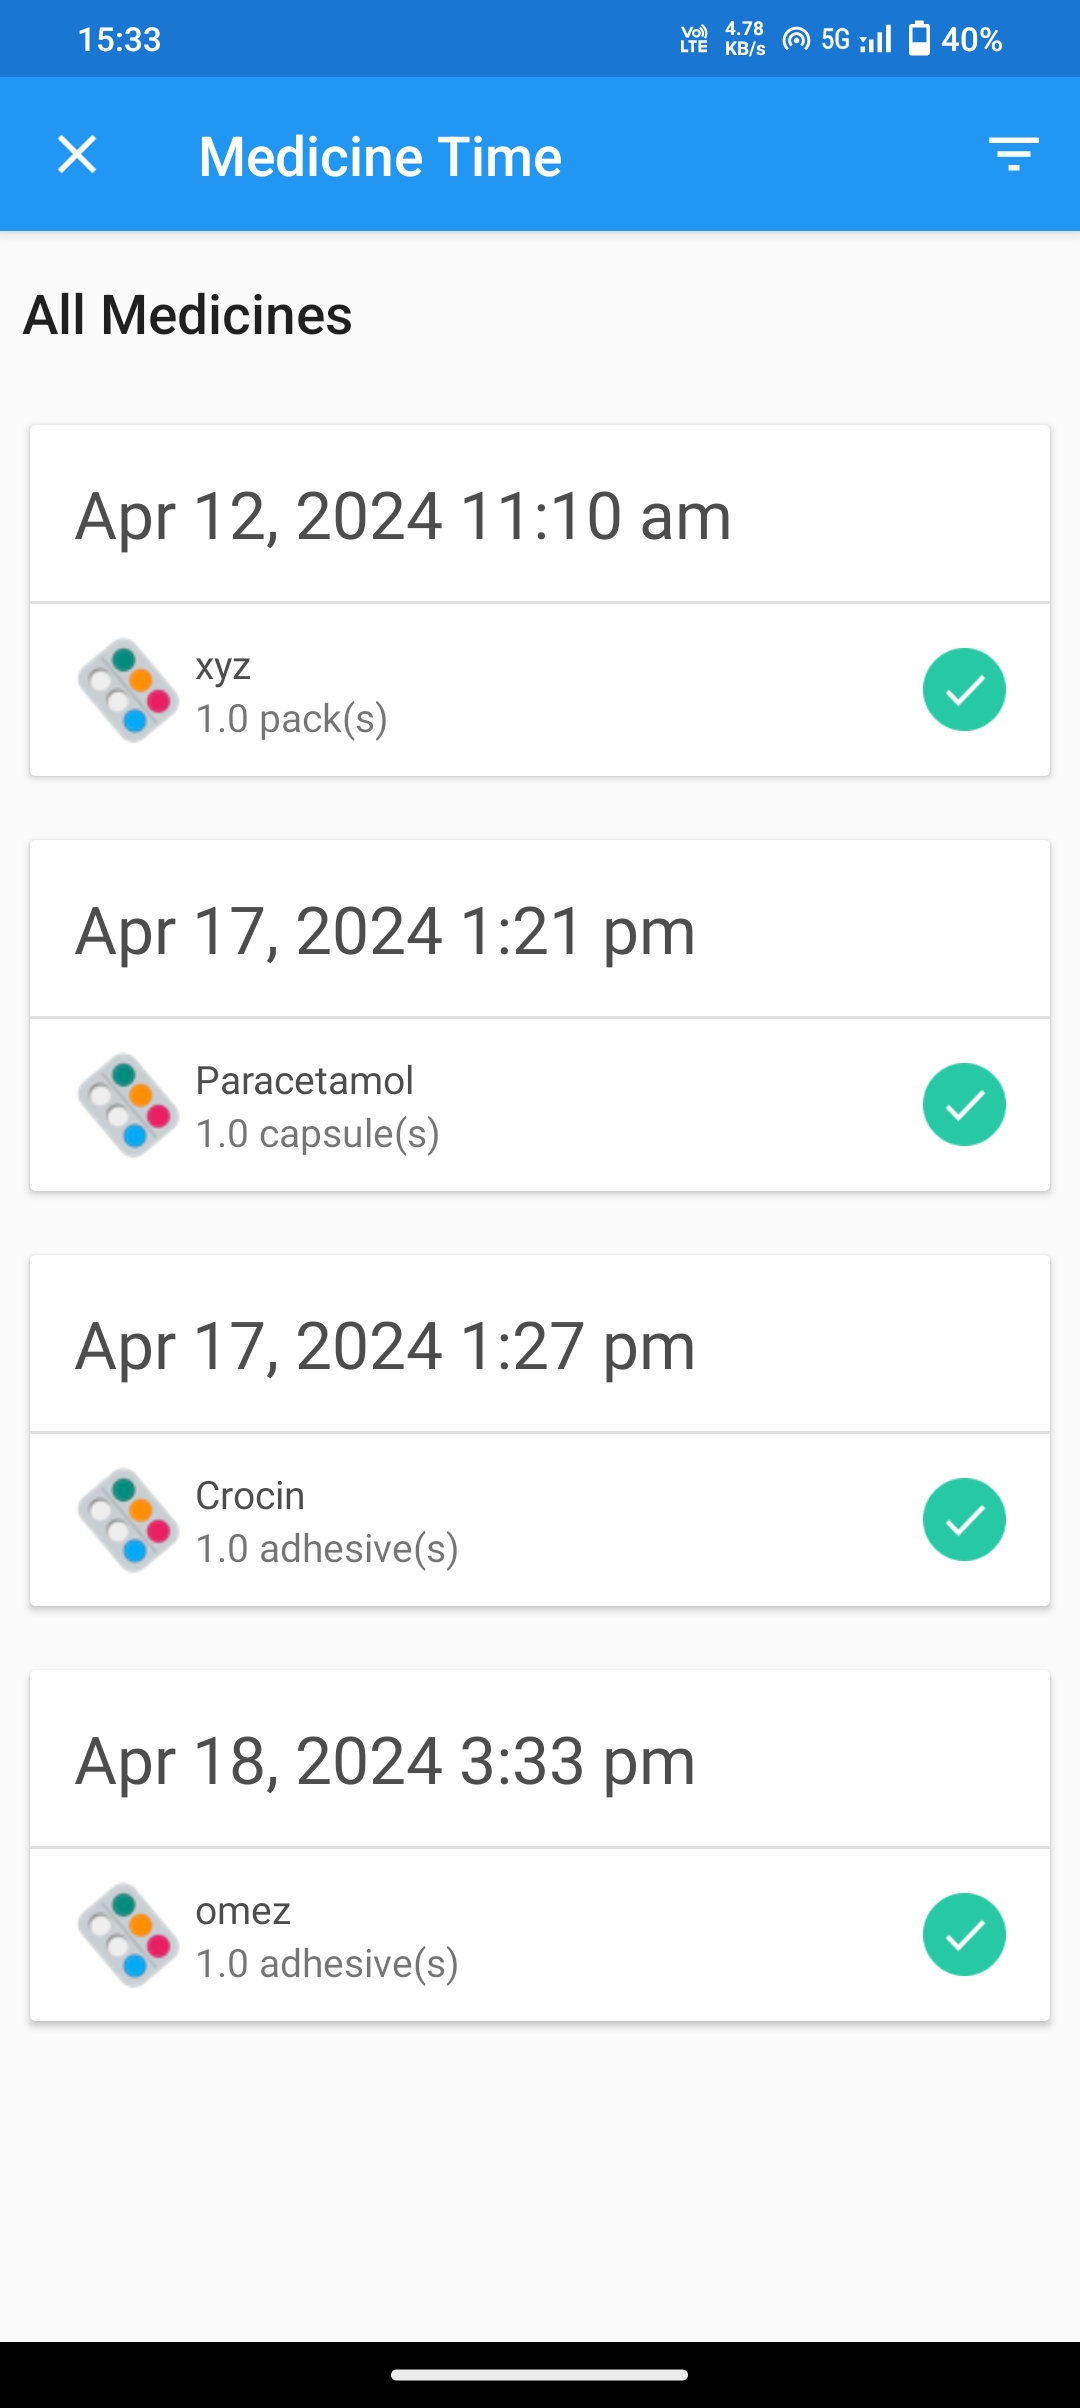 15:33
Vo) LTE 4.78 KB/s 5G 40%
Medicine Time
All Medicines
Apr 12, 2024 11:10 am
xyz
1.0 pack(s)
Apr 17, 2024 1:21 pm
Paracetamol
1.0 capsule(s)
Apr 17, 2024 1:27 pm
Crocin
1.0 adhesive(s)
Apr 18, 2024 3:33 pm
omez
1.0 adhesive(s)